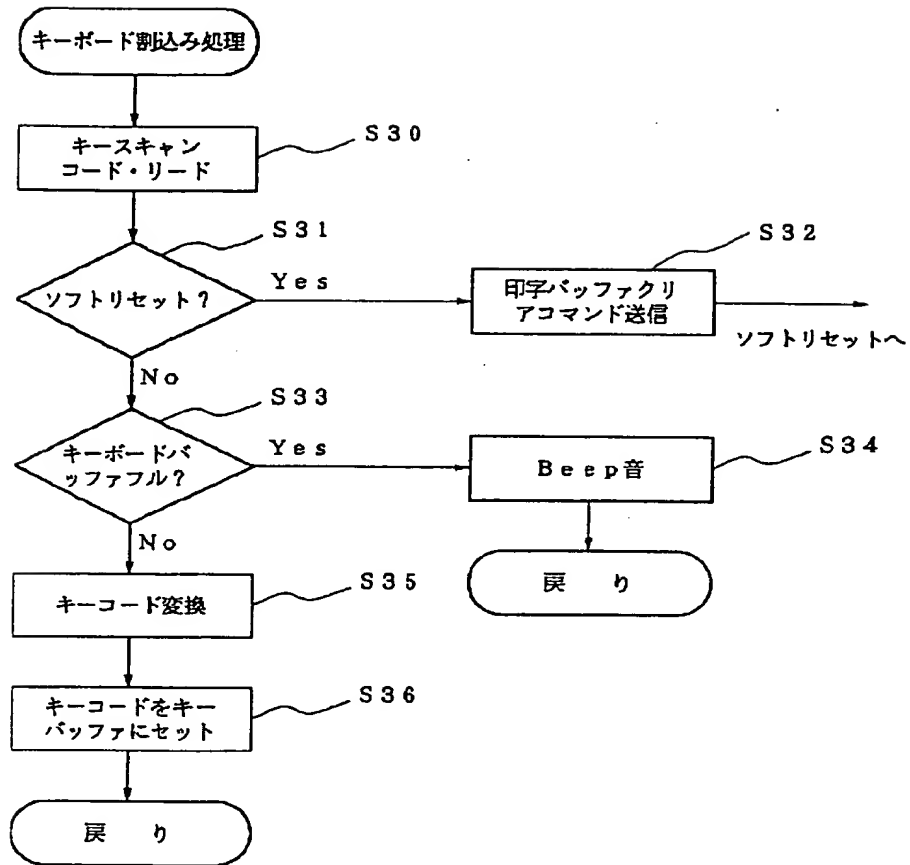 キーボード割込み処理
キースキャン
コード・リード
S30
ソフトリセット?
S31
Yes
印字バッファクリ
アコマンド送信
S32
ソフトリセットへ
No
キーボードバ
ッファフル?
S33
Yes
Beep音
S34
戻 り
No
キーコード変換
S35
キーコードをキー
バッファにセット
S36
戻 り